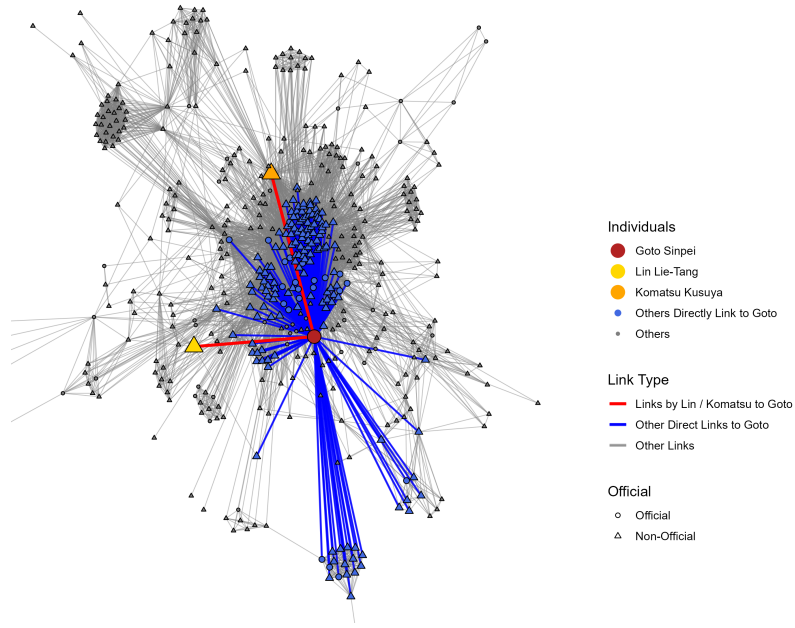 Individuals
Goto Sinpei
Lin Lie-Tang
Komatsu Kusuya
Others Directly Link to Goto
Others
Link Type
Links by Lin / Komatsu to Goto
Other Direct Links to Goto
Other Links
Official
Official
Non-Official